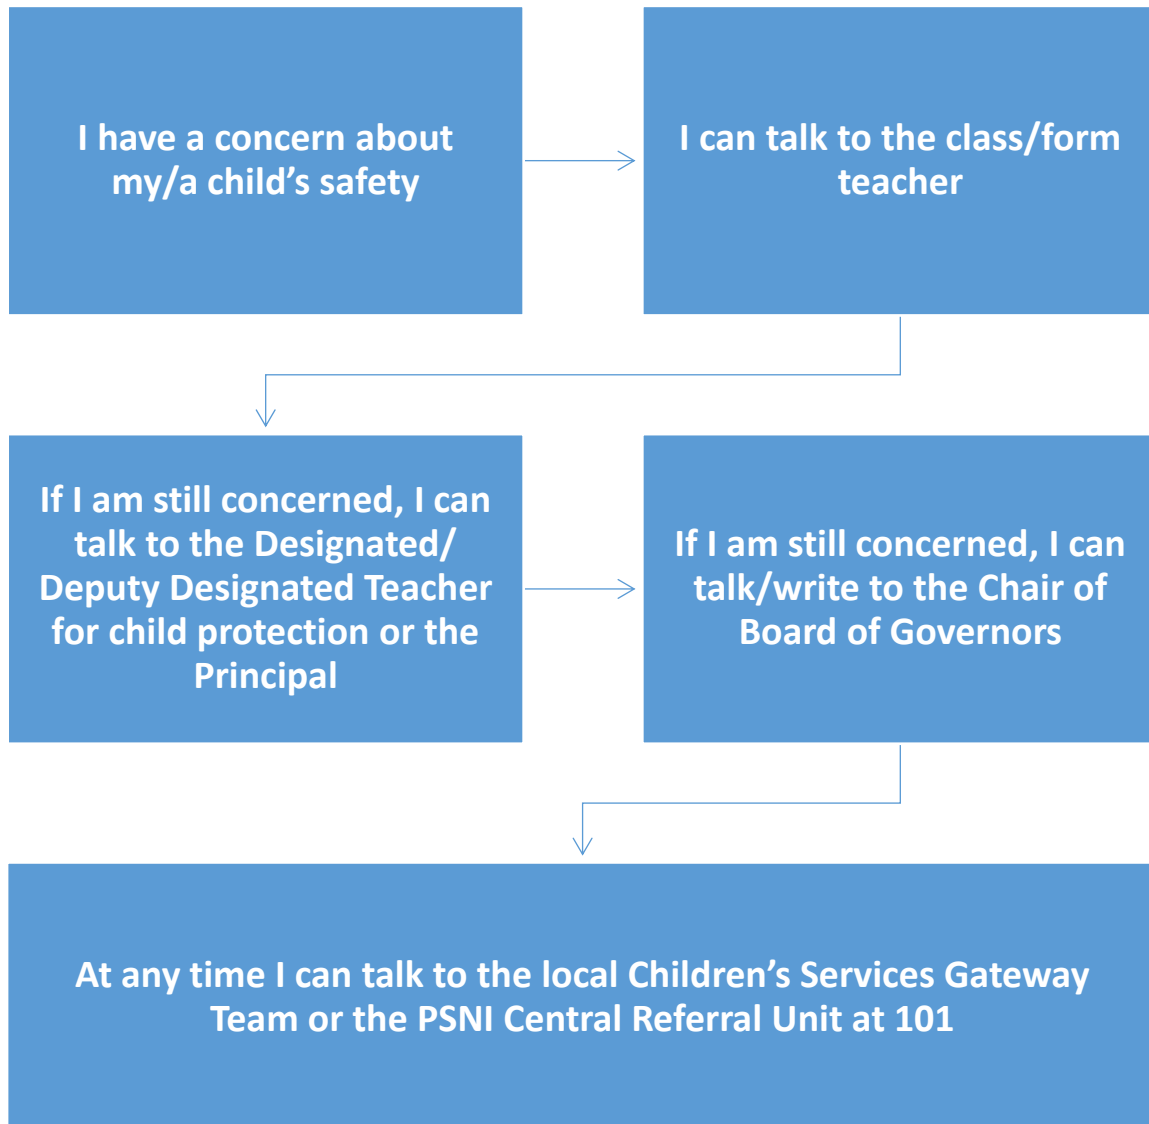 I have a concern about
my/a child’s safety
I can talk to the class/form
teacher
If I am still concerned, I can
talk to the Designated/
Deputy Designated Teacher
for child protection or the
Principal
If I am still concerned, I can
talk/write to the Chair of
Board of Governors
At any time I can talk to the local Children’s Services Gateway
Team or the PSNI Central Referral Unit at 101